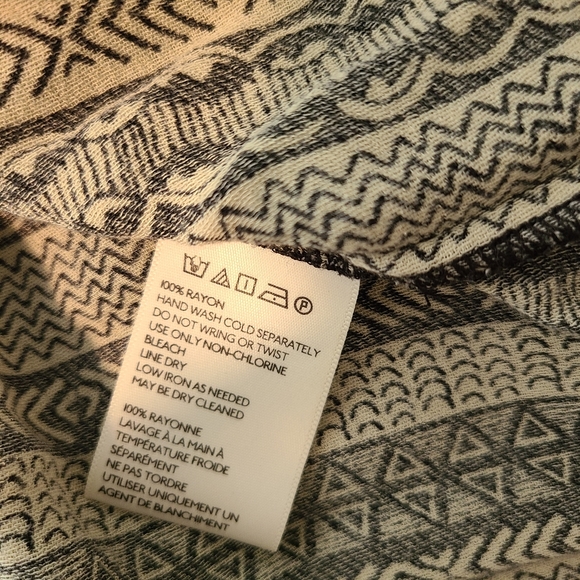 P
100% RAYON
HAND WASH COLD SEPARATELY
DO NOT WRING OR TWIST
USE ONLY NON-CHLORINE
BLEACH
LINE DRY
LOW IRON AS NEEDED
MAY BE DRY CLEANED
100% RAYONNE
LAVAGE À LA MAIN À
TEMPÉRATURE FROIDE
SÉPARÉMENT
NE PAS TORDRE
UTILISER UNIQUEMENT UN
AGENT DE BLANCHIMENT